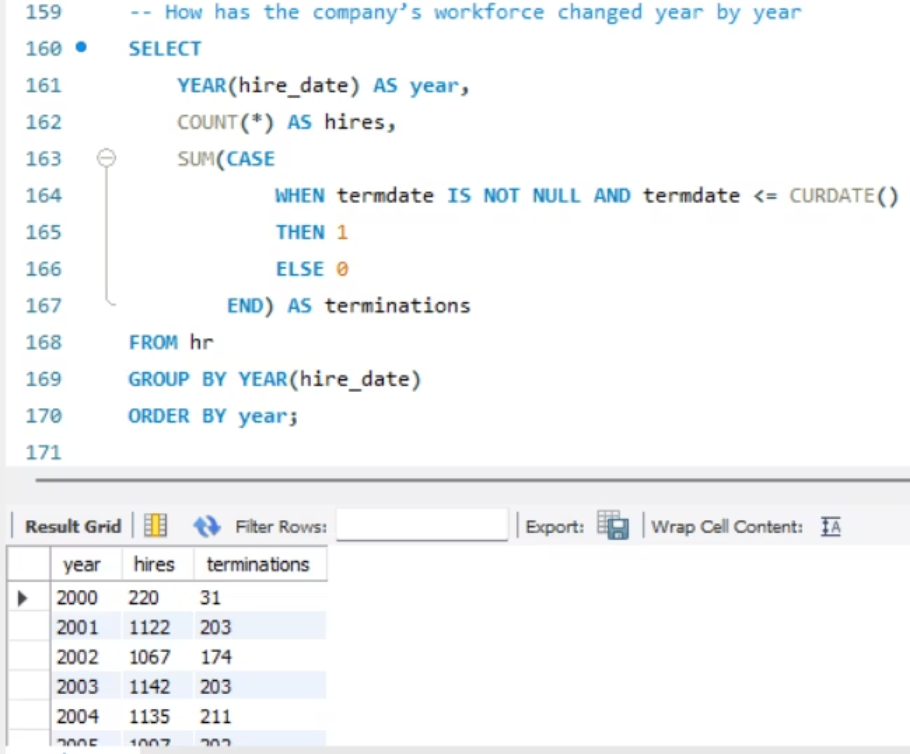 159 -- How has the company’s workforce changed year by year
160 SELECT
161 YEAR(hire_date) AS year,
162 COUNT(*) AS hires,
163 SUM(CASE
164 WHEN termdate IS NOT NULL AND termdate <= CURDATE()
165 THEN 1
166 ELSE 0
167 END) AS terminations
168 FROM hr
169 GROUP BY YEAR(hire_date)
170 ORDER BY year;
171
Result Grid Filter Rows: Export: Wrap Cell Content: IA
year hires terminations
2000 220 31
2001 1122 203
2002 1067 174
2003 1142 203
2004 1135 211
2005